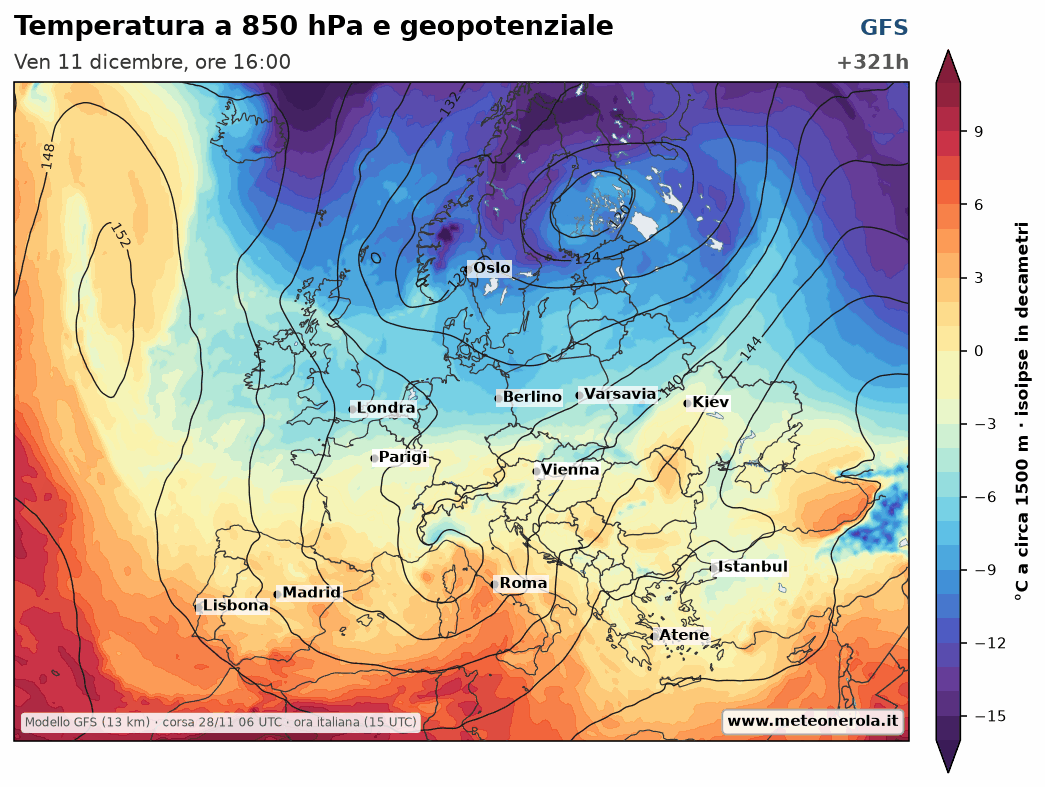 Temperatura a 850 hPa e geopotenziale
GFS
Ven 11 dicembre, ore 16:00
+321h
132
148
152
120
0
124
Oslo
144
140
Berlino
Varsavia
Kiev
Londra
Parigi
Vienna
Istanbul
Roma
Madrid
Lisbona
Atene
Modello GFS (13 km) · corsa 28/11 06 UTC · ora italiana (15 UTC)
www.meteonerola.it
9
6
3
0
−3
−6
−9
−12
−15
°C a circa 1500 m · isoipse in decametri